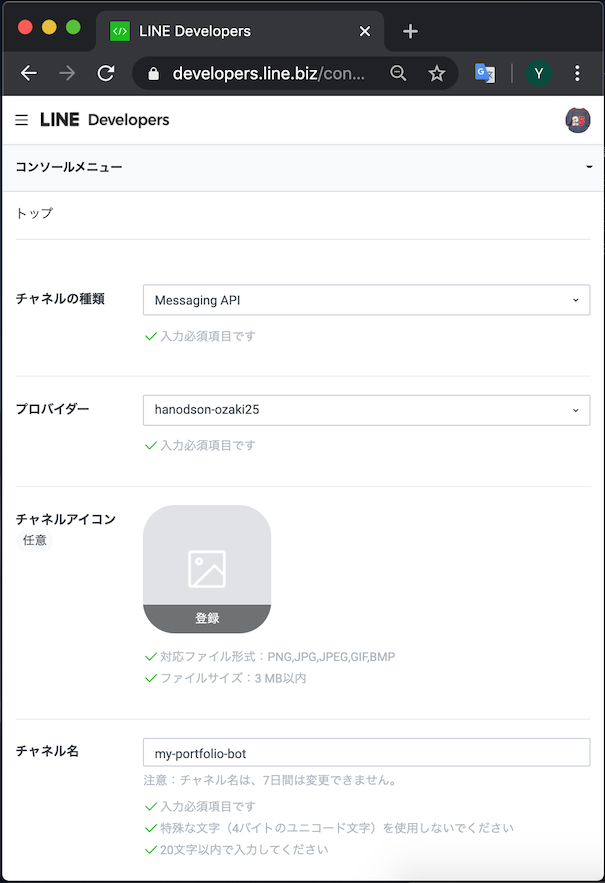 LINE Developers
developers.line.biz/con...
Y
LINE Developers
25
コンソールメニュー
トップ
チャネルの種類
Messaging API
入力必須項目です
プロバイダー
hanodson-ozaki25
入力必須項目です
チャネルアイコン
任意
登録
対応ファイル形式：PNG,JPG,JPEG,GIF,BMP
ファイルサイズ：3 MB以内
チャネル名
my-portfolio-bot
注意：チャネル名は、7日間は変更できません。
入力必須項目です
特殊な文字（4バイトのユニコード文字）を使用しないでください
20文字以内で入力してください